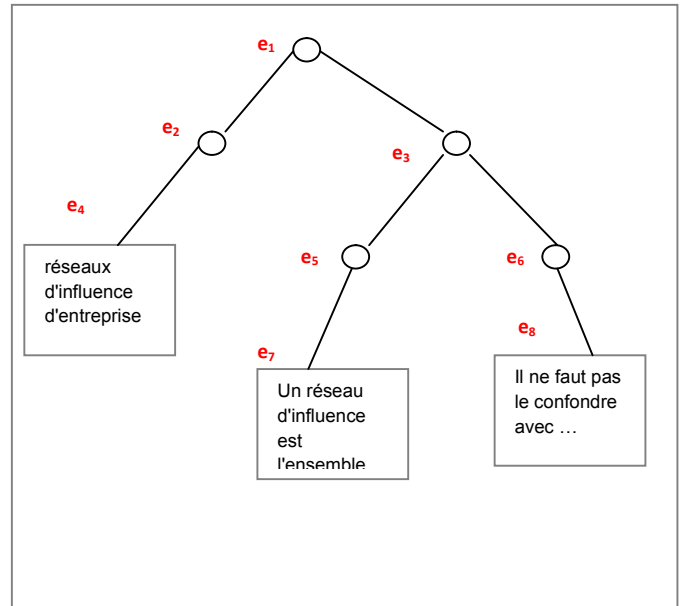 e₁
e₂
e₃
e₄
réseaux
d'influence
d'entreprise
e₅
e₆
e₈
e₇
Il ne faut pas
le confondre
avec …
Un réseau
d'influence
est
l'ensemble